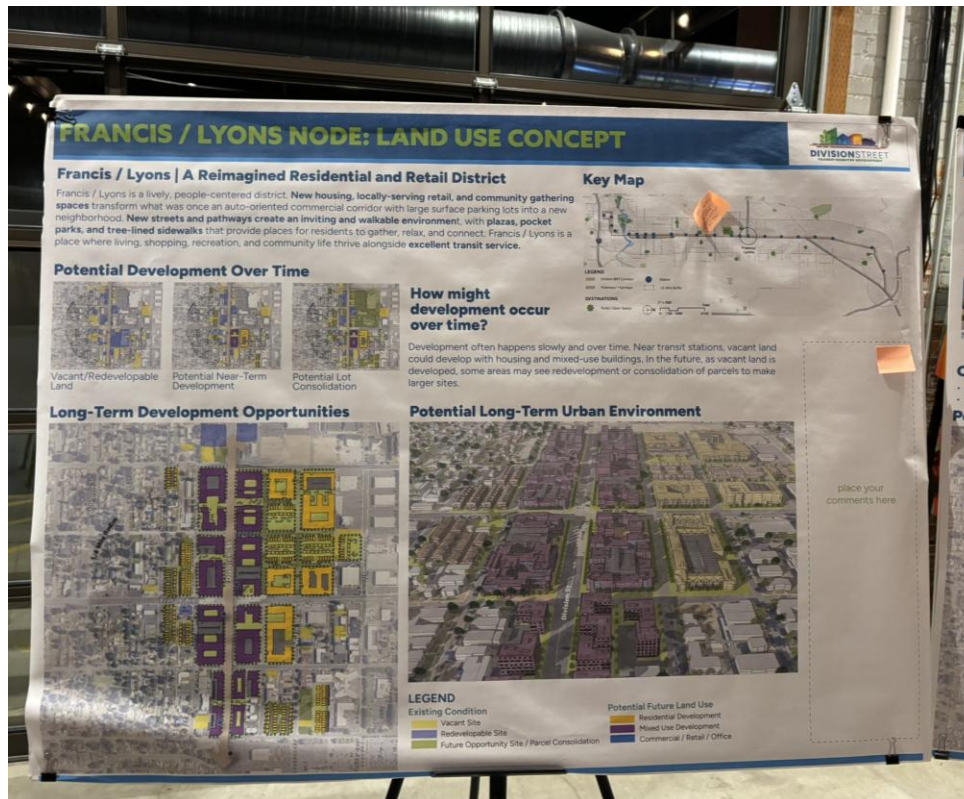 FRANCIS / LYONS NODE: LAND USE CONCEPT
DIVISIONSTREET
Francis / Lyons | A Reimagined Residential and Retail District
Francis / Lyons is a lively, people-centered district. New housing, locally-serving retail, and community gathering
spaces transform what was once an auto-oriented commercial corridor with large surface parking lots into a new
neighborhood. New streets and pathways create an inviting and walkable environment, with plazas, pocket
parks, and tree-lined sidewalks that provide places for residents to gather, relax, and connect. Francis / Lyons is a
place where living, shopping, recreation, and community life thrive alongside excellent transit service.
Key Map
LEGEND
DESTINATIONS
Potential Development Over Time
Vacant/Redevelopable
Land
Potential Near-Term
Development
Potential Lot
Consolidation
How might
development occur
over time?
Development often happens slowly and over time. Near transit stations, vacant land
could develop with housing and mixed-use buildings. In the future, as vacant land is
developed, some areas may see redevelopment or consolidation of parcels to make
larger sites.
Long-Term Development Opportunities
Potential Long-Term Urban Environment
Division St
place your
comments here
LEGEND
Existing Condition
Vacant Site
Redevelopable Site
Future Opportunity Site / Parcel Consolidation
Potential Future Land Use
Residential Development
Mixed Use Development
Commercial / Retail / Office